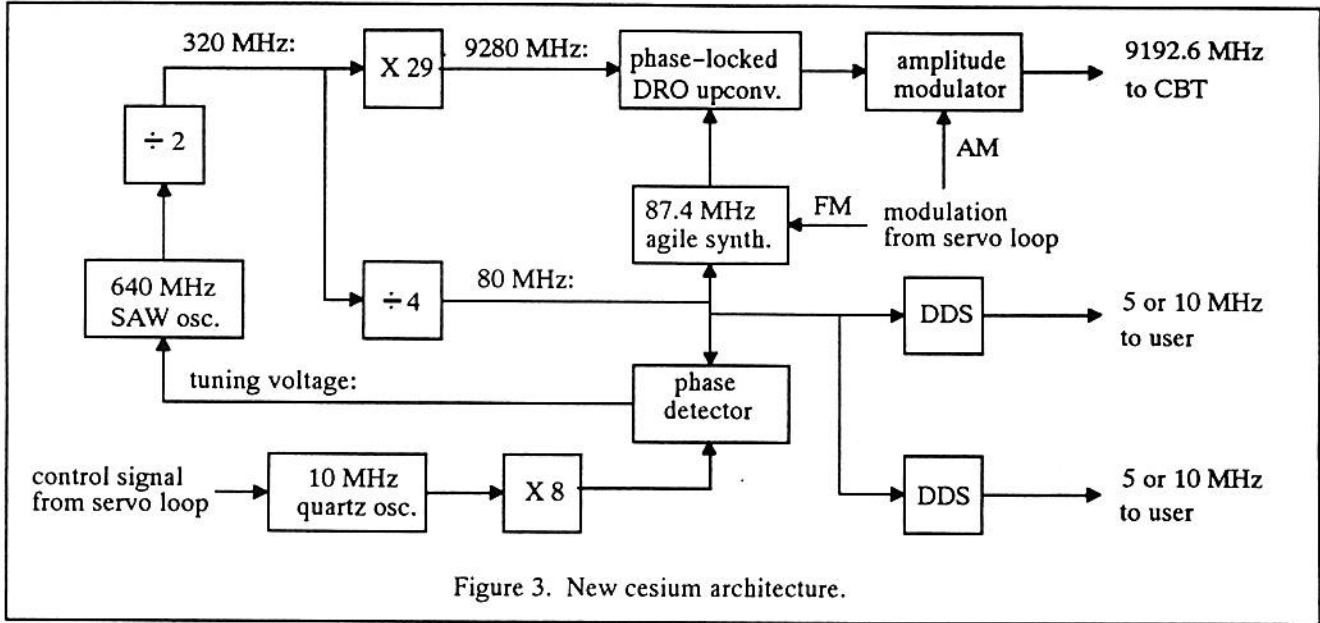 320 MHz:
X 29
9280 MHz:
phase-locked
DRO upconv.
amplitude
modulator
9192.6 MHz
to CBT
÷ 2
AM
87.4 MHz
agile synth.
FM
modulation
from servo loop
640 MHz
SAW osc.
÷ 4
80 MHz:
DDS
5 or 10 MHz
to user
tuning voltage:
phase
detector
control signal
from servo loop
10 MHz
quartz osc.
X 8
DDS
5 or 10 MHz
to user
Figure 3. New cesium architecture.